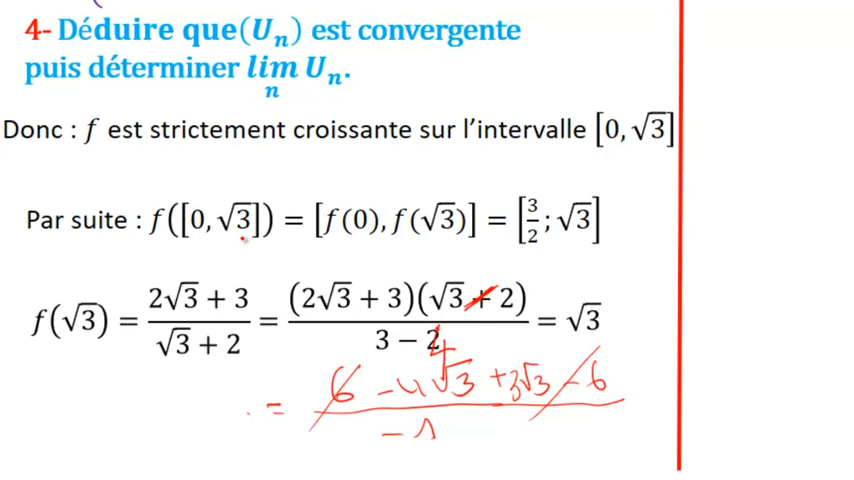 4- Déduire que(Uₙ) est convergente
puis déterminer lim Uₙ.
n
Donc : f est strictement croissante sur l’intervalle [0, √3]
Par suite : f([0, √3]) = [f(0), f(√3)] = [3/2 ; √3]
f(√3) = (2√3 + 3)/(√3 + 2) = (2√3 + 3)(√3 + 2)/(3 − 2) = √3
4
= (6 − 4√3 + 3√3 − 6)/(−1)